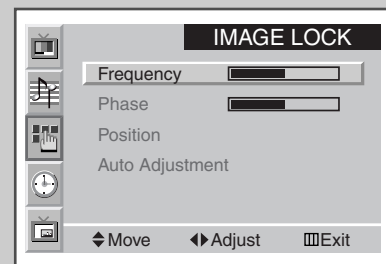 IMAGE LOCK
Frequency
Phase
Position
Auto Adjustment
Move Adjust Exit